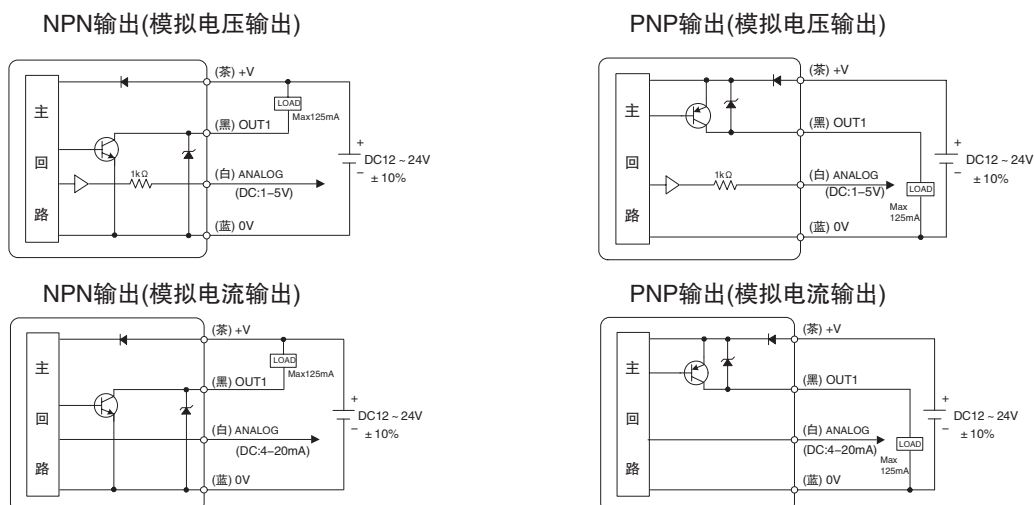 NPN输出(模拟电压输出)
主
回
路
(茶) +V
LOAD
Max125mA
(黑) OUT1
1kΩ
(白) ANALOG
(DC:1–5V)
(蓝) 0V
+
DC12 ~ 24V
–
± 10%
PNP输出(模拟电压输出)
主
回
路
(茶) +V
(黑) OUT1
1kΩ
(白) ANALOG
(DC:1–5V)
LOAD
Max
125mA
(蓝) 0V
+
DC12 ~ 24V
–
± 10%
NPN输出(模拟电流输出)
主
回
路
(茶) +V
LOAD
Max125mA
(黑) OUT1
(白) ANALOG
(DC:4–20mA)
(蓝) 0V
+
DC12 ~ 24V
–
± 10%
PNP输出(模拟电流输出)
主
回
路
(茶) +V
(黑) OUT1
(白) ANALOG
(DC:4–20mA)
LOAD
Max
125mA
(蓝) 0V
+
DC12 ~ 24V
–
± 10%